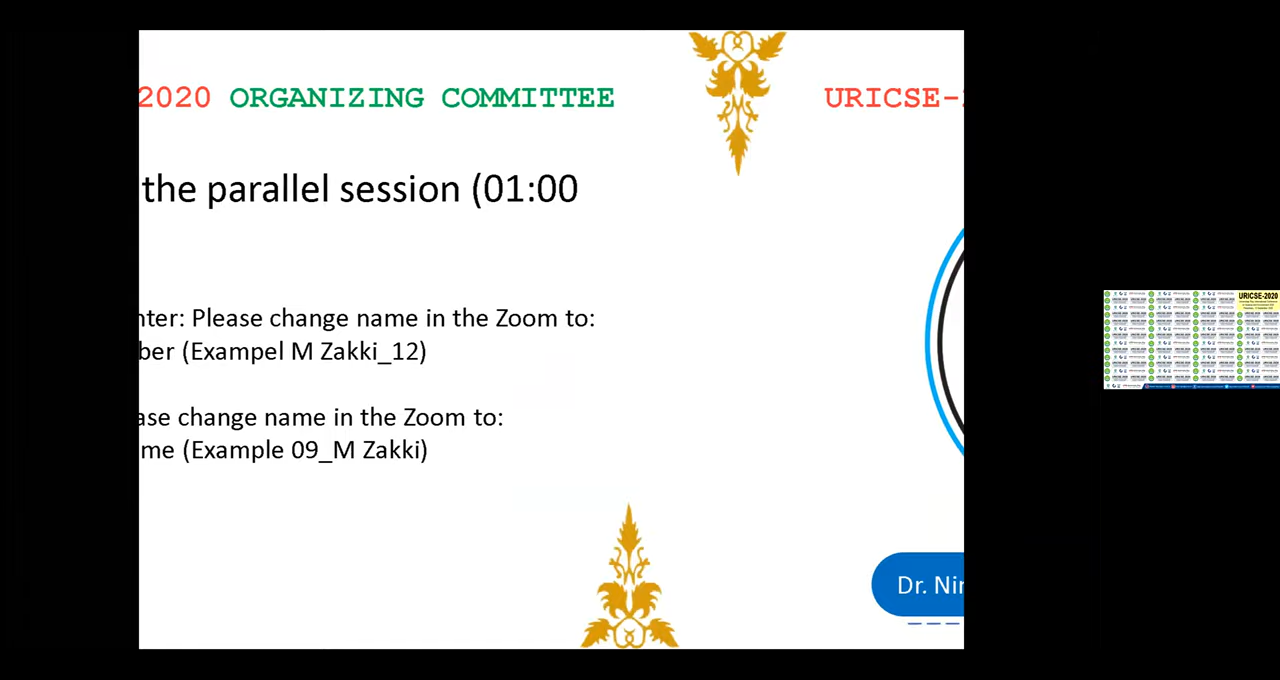 2020 ORGANIZING COMMITTEE
URICSE-
the parallel session (01:00
nter: Please change name in the Zoom to:
ber (Exampel M Zakki_12)
ase change name in the Zoom to:
me (Example 09_M Zakki)
Dr. Nin
URICSE-2020